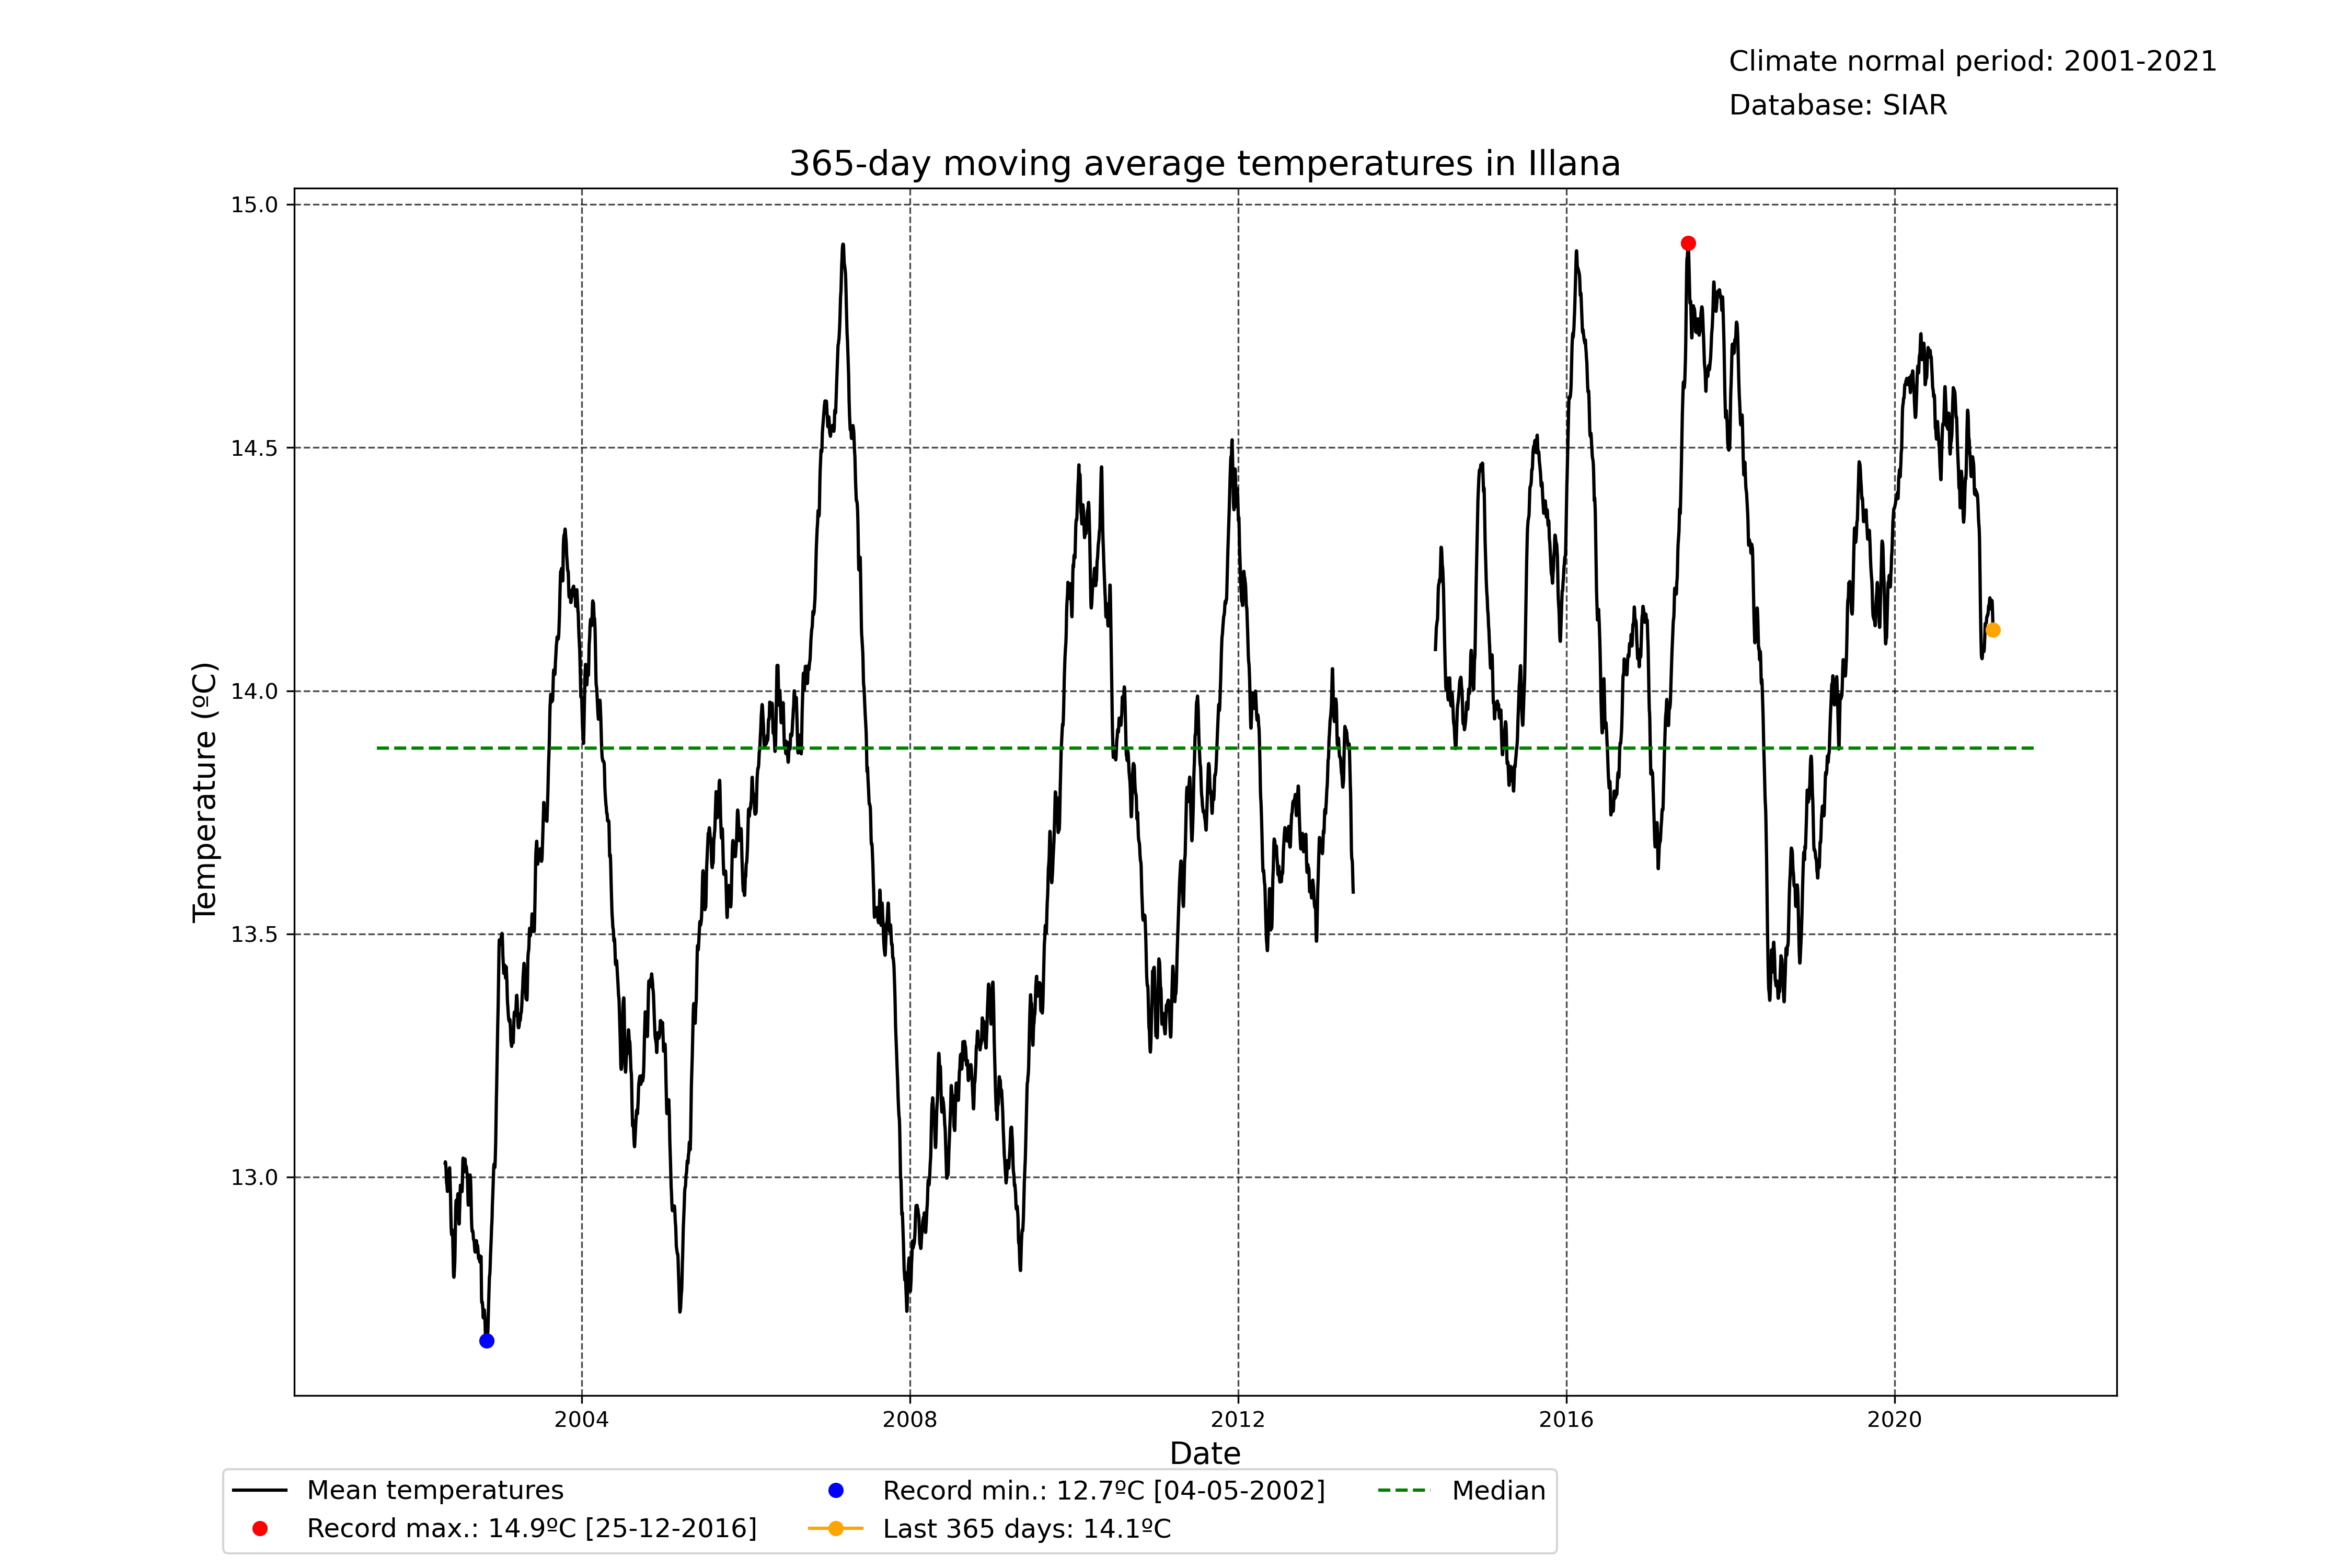 Climate normal period: 2001-2021
Database: SIAR
365-day moving average temperatures in Illana
15.0
14.5
14.0
13.5
13.0
Temperature (ºC)
2004 2008 2012 2016 2020
Date
Mean temperatures
Record max.: 14.9ºC [25-12-2016]
Record min.: 12.7ºC [04-05-2002]
Last 365 days: 14.1ºC
Median